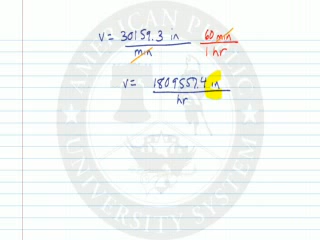 v = 30159.3 in 60 min
min 1 hr
v = 1809557.4 in
hr
AMERICAN PUBLIC
UNIVERSITY SYSTEM